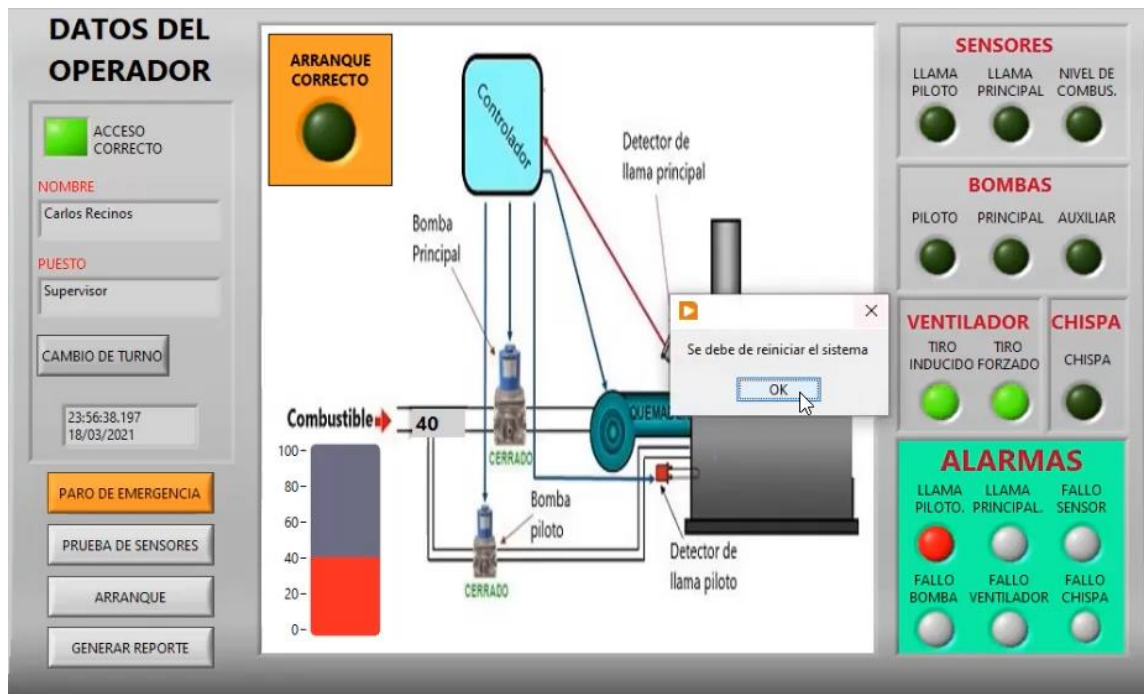 DATOS DEL
OPERADOR
ACCESO
CORRECTO
NOMBRE
Carlos Recinos
PUESTO
Supervisor
CAMBIO DE TURNO
23:56:38.197
18/03/2021
PARO DE EMERGENCIA
PRUEBA DE SENSORES
ARRANQUE
GENERAR REPORTE
ARRANQUE
CORRECTO
Controlador
Detector de
llama principal
Bomba
Principal
Se debe de reiniciar el sistema
OK
Combustible
40
CERRADO
100
80
60
40
20
0
Bomba
piloto
CERRADO
Detector de
llama piloto
SENSORES
LLAMA PILOTO
LLAMA PRINCIPAL
NIVEL DE COMBUS.
BOMBAS
PILOTO PRINCIPAL AUXILIAR
VENTILADOR
TIRO INDUCIDO
TIRO FORZADO
CHISPA
CHISPA
ALARMAS
LLAMA PILOTO.
LLAMA PRINCIPAL.
FALLO SENSOR
FALLO BOMBA
FALLO VENTILADOR
FALLO CHISPA